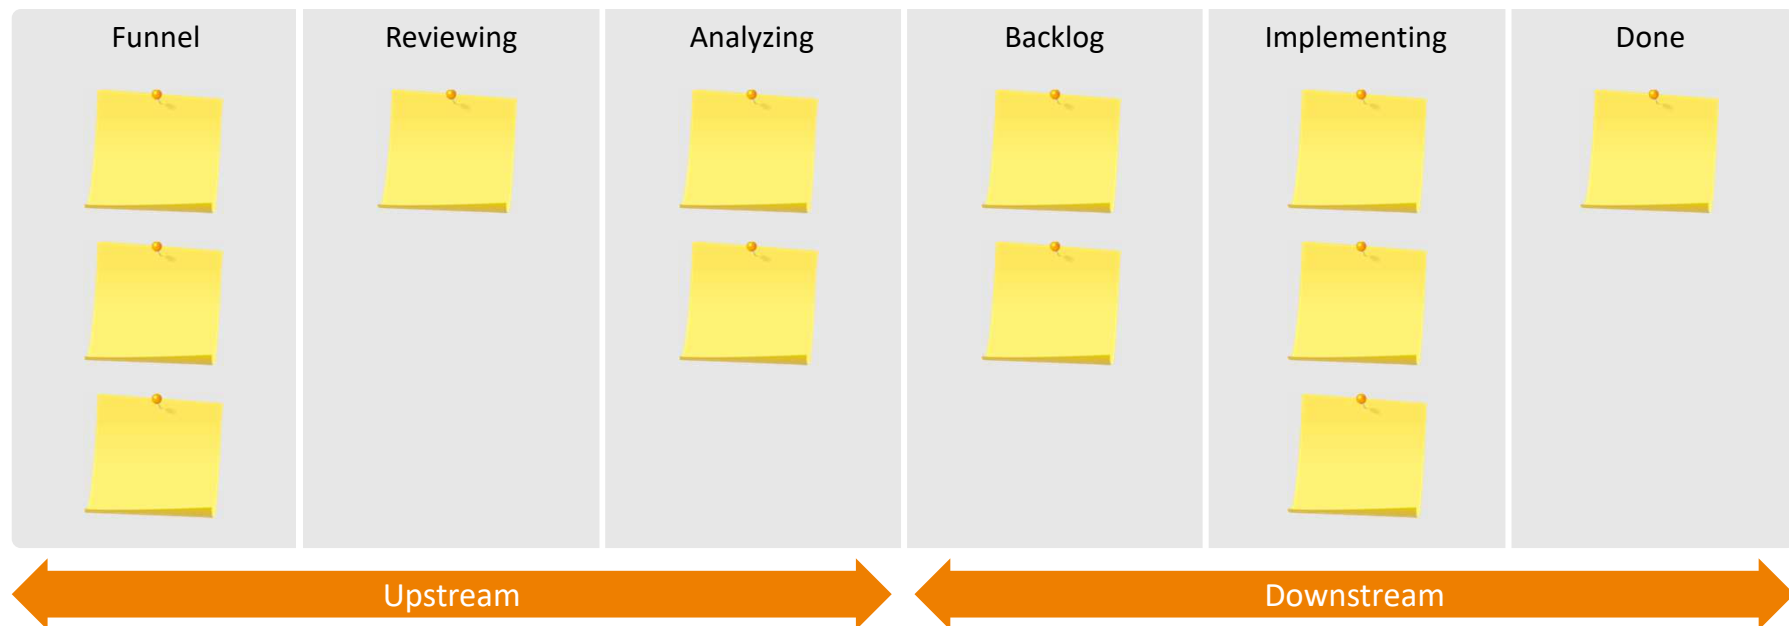 Funnel
Reviewing
Analyzing
Backlog
Implementing
Done
Upstream
Downstream